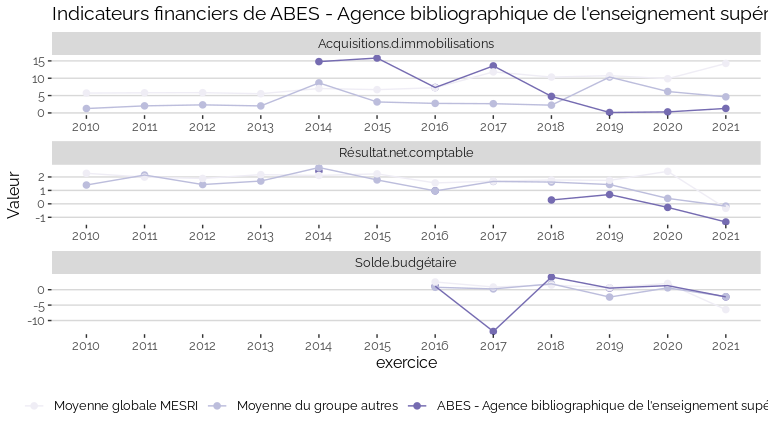 Indicateurs financiers de ABES - Agence bibliographique de l'enseignement supér
Acquisitions.d.immobilisations
15
10
5
0
2010 2011 2012 2013 2014 2015 2016 2017 2018 2019 2020 2021
Résultat.net.comptable
2
1
0
-1
2010 2011 2012 2013 2014 2015 2016 2017 2018 2019 2020 2021
Valeur
Solde.budgétaire
0
-5
-10
2010 2011 2012 2013 2014 2015 2016 2017 2018 2019 2020 2021
exercice
Moyenne globale MESRI Moyenne du groupe autres ABES - Agence bibliographique de l'enseignement supé